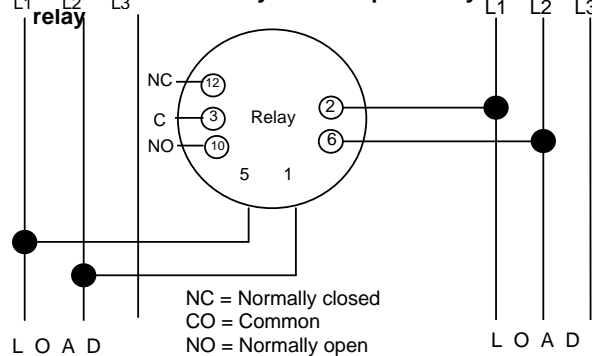 L1 L2 L3
relay
L1 L2 L3
NC 12
C 3 Relay 2
NO 10 6
5 1
NC = Normally closed
CO = Common
NO = Normally open
L O A D
L O A D